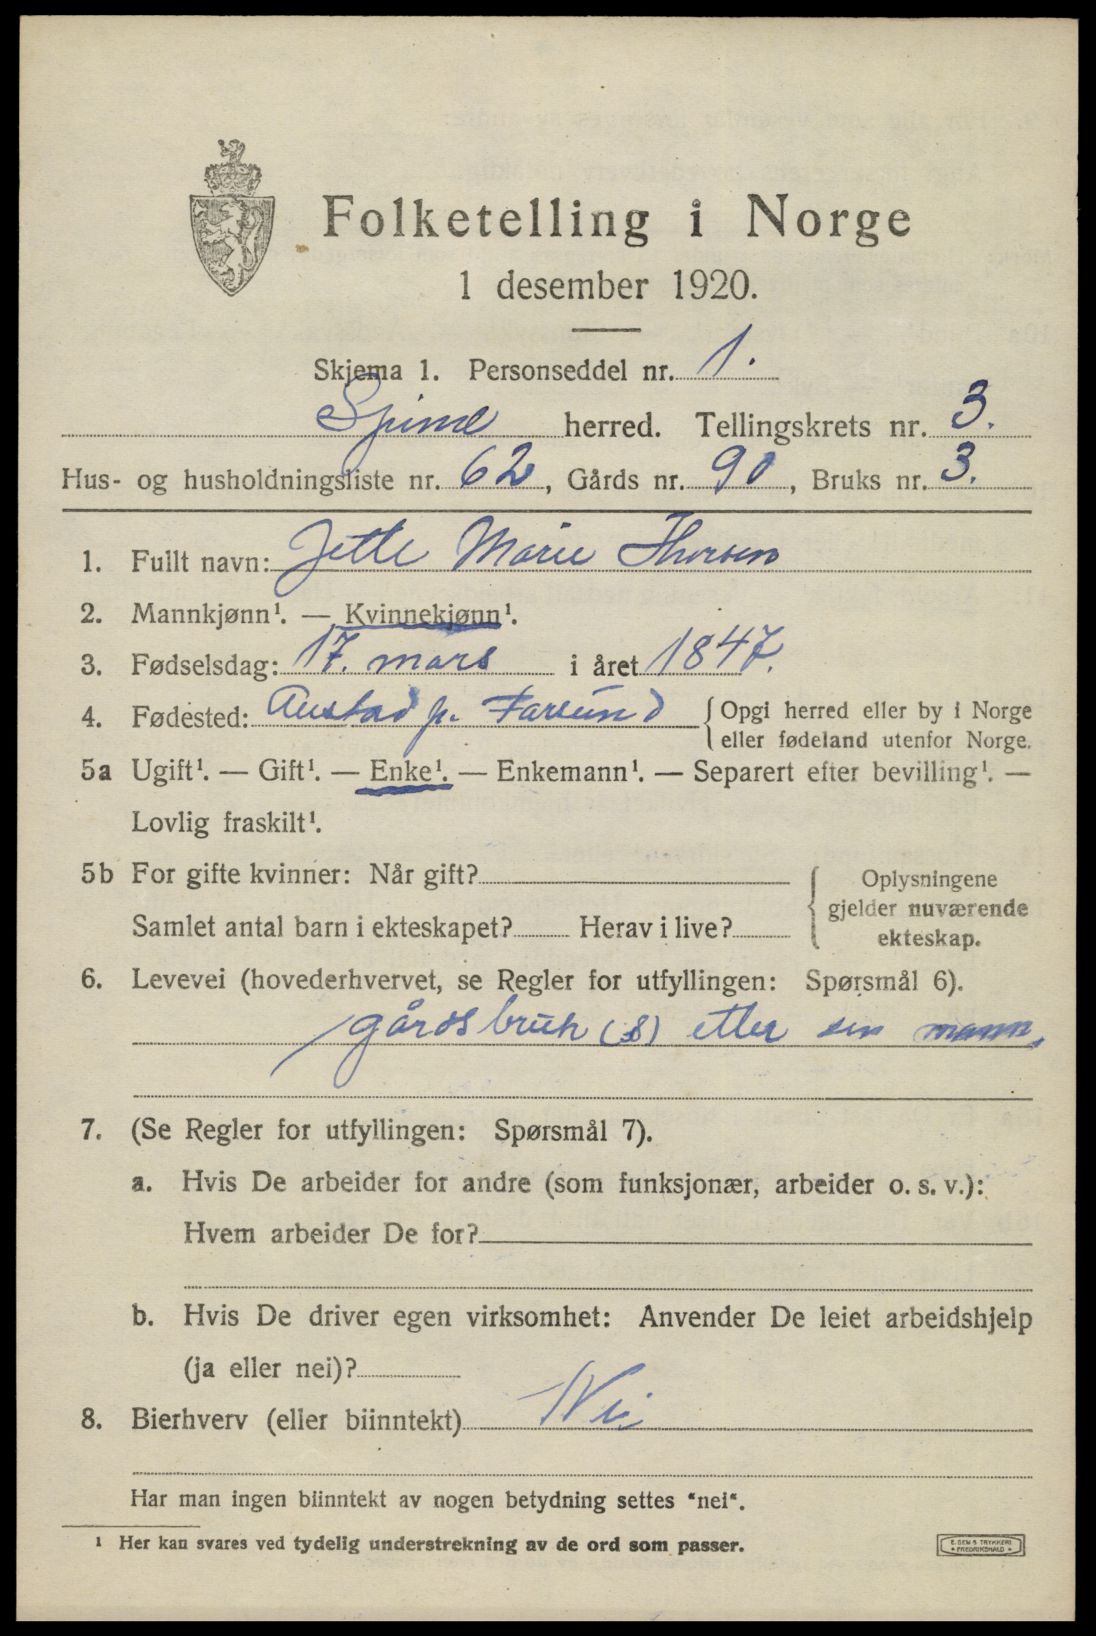 Folketelling i Norge
1 desember 1920.
Skjema 1. Personseddel nr. 1.
Spind herred. Tellingskrets nr. 3.
Hus- og husholdningsliste nr. 62, Gårds nr. 90, Bruks nr. 3.
1. Fullt navn: Jette Marie Thorsen
2. Mannkjønn¹. — Kvinnekjønn¹.
3. Fødselsdag: 17. mars i året 1847.
4. Fødested: Austad p. Farsund { Opgi herred eller by i Norge
eller fødeland utenfor Norge.
5a Ugift¹. — Gift¹. — Enke¹. — Enkemann¹. — Separert efter bevilling¹. —
Lovlig fraskilt¹.
5b For gifte kvinner: Når gift? { Oplysningene
gjelder nuværende
Samlet antal barn i ekteskapet? Herav i live? ekteskap.
6. Levevei (hovederhvervet, se Regler for utfyllingen: Spørsmål 6).
gårdsbruk (S) etter sin mann.
7. (Se Regler for utfyllingen: Spørsmål 7).
a. Hvis De arbeider for andre (som funksjonær, arbeider o. s. v.):
Hvem arbeider De for?
b. Hvis De driver egen virksomhet: Anvender De leiet arbeidshjelp
(ja eller nei)?
8. Bierhverv (eller biinntekt) Nei
Har man ingen biinntekt av nogen betydning settes "nei".
¹ Her kan svares ved tydelig understrekning av de ord som passer.
E. SEM'S TRYKKERI
• FREDRIKSHALD •